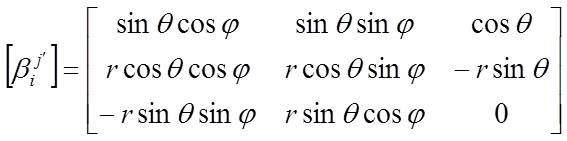 [β_i^{j'}] = [ sin θ cos φ   sin θ sin φ   cos θ
r cos θ cos φ   r cos θ sin φ   − r sin θ
− r sin θ sin φ   r sin θ cos φ   0 ]